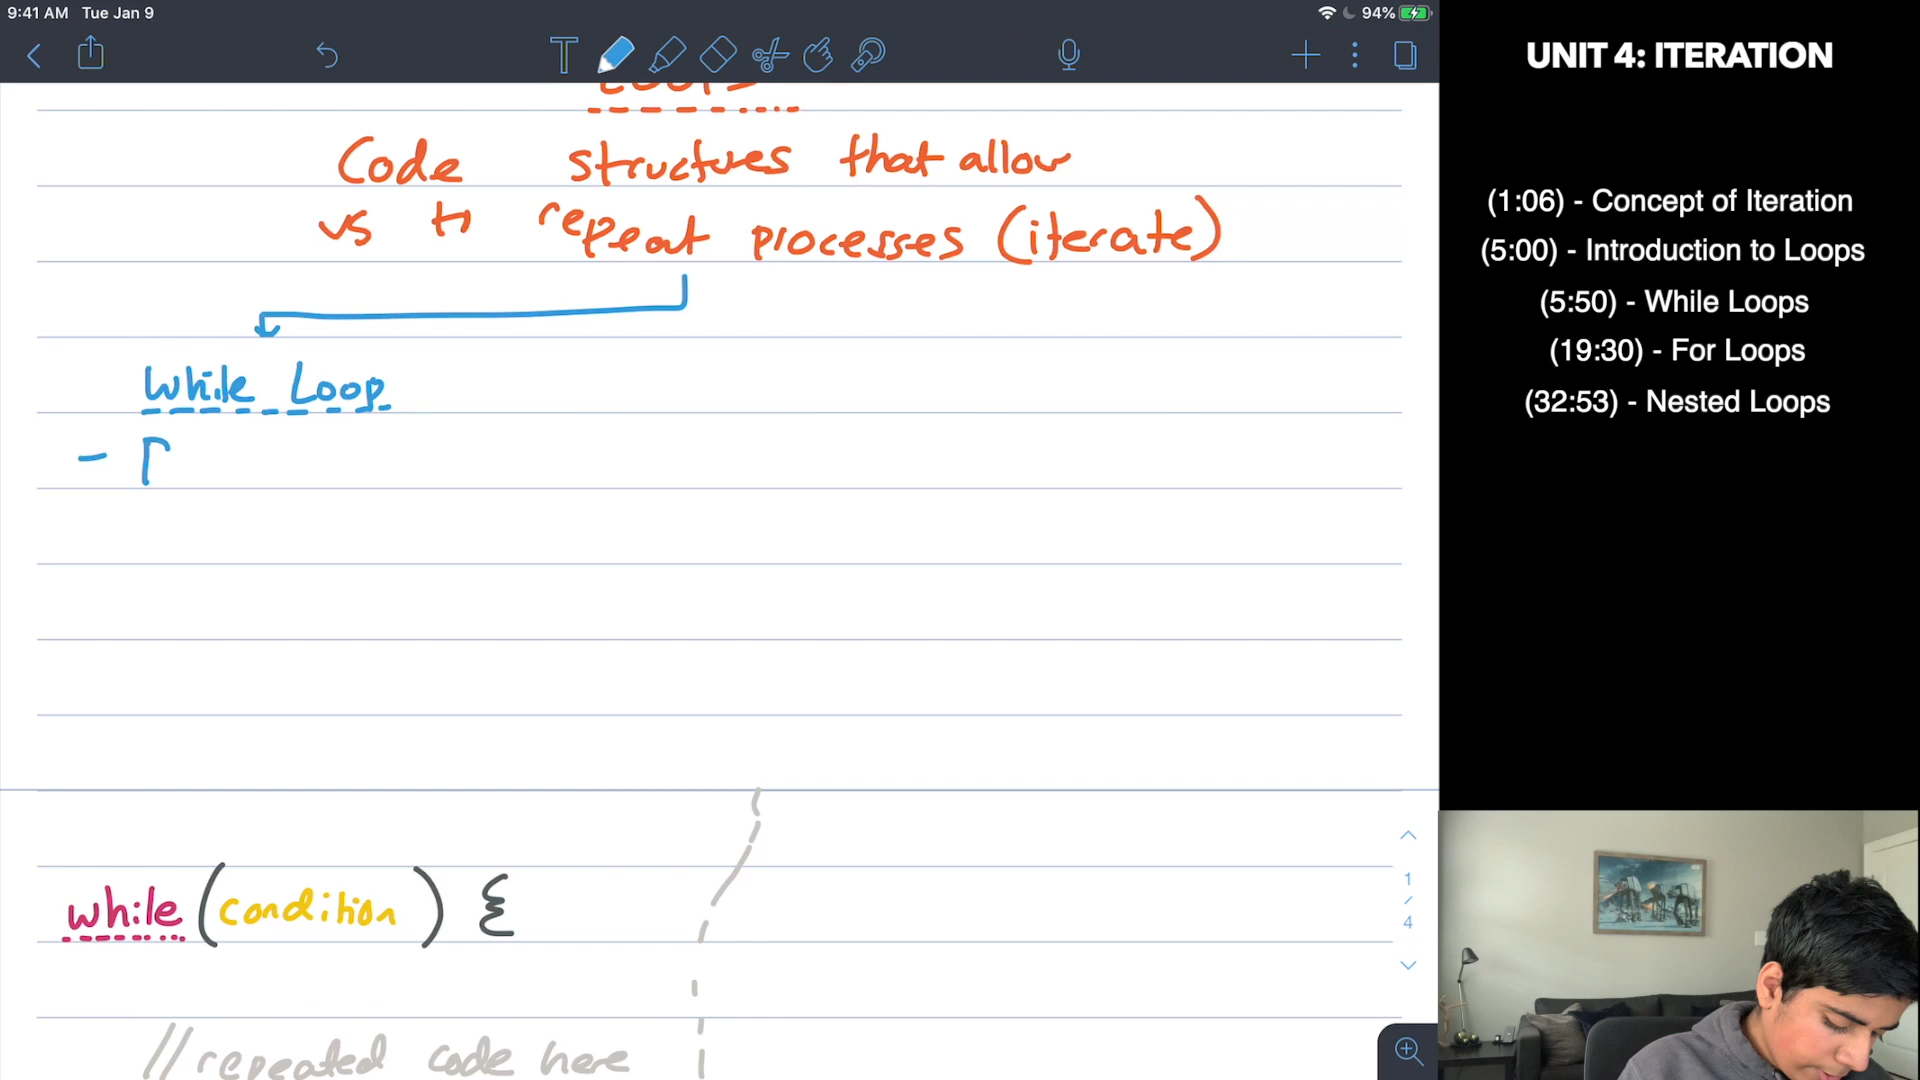 9:41 AM Tue Jan 9
94%
LOOPS
Code structures that allow
us to repeat processes (iterate)
While Loop
- r
while (condition) {
// repeated code here
1
/
4
UNIT 4: ITERATION
(1:06) - Concept of Iteration
(5:00) - Introduction to Loops
(5:50) - While Loops
(19:30) - For Loops
(32:53) - Nested Loops